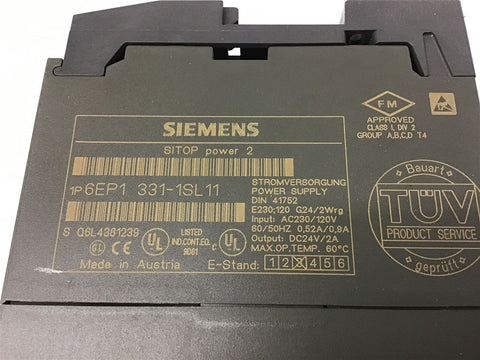 FM
APPROVED
CLASS I, DIV 2
GROUP A,B,C,D T4
SIEMENS
SITOP power 2
1P 6EP1 331-1SL11
S Q6L4381239
STROMVERSORGUNG
POWER SUPPLY
DIN 41752
E230;120 G24/2Wrg
Input: AC230/120V
60/50HZ 0,52A/0,9A
Output: DC24V/2A
MAX.OP.TEMP. 60°C
UL
LISTED
IND.CONT.EQ.
9D81
Made in Austria
E-Stand: 1 2 3 4 5 6
Bauart
TÜV
PRODUCT SERVICE
geprüft